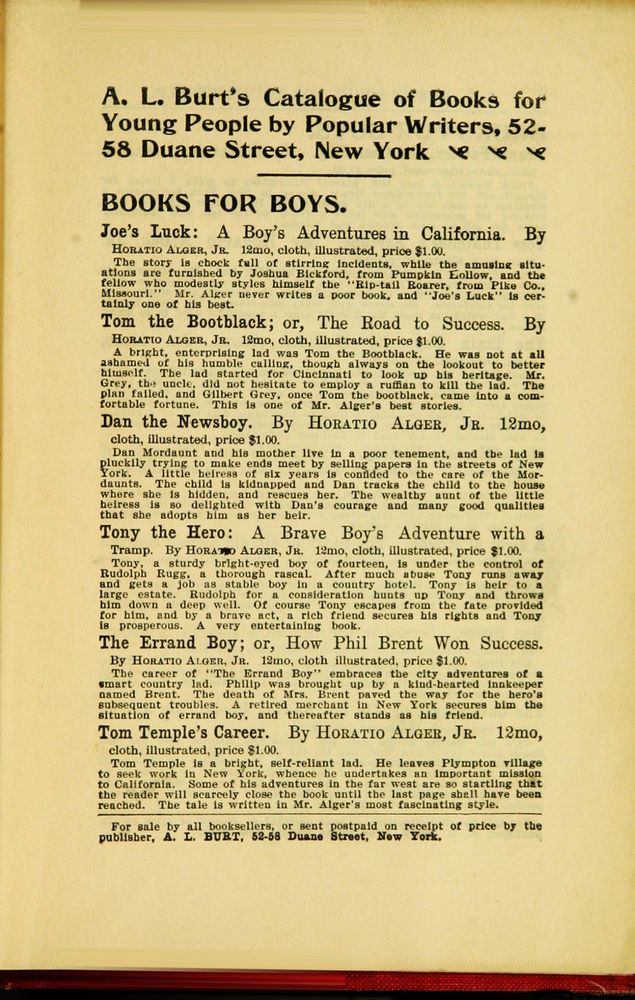 A. L. Burt's Catalogue of Books for
Young People by Popular Writers, 52-
58 Duane Street, New York
BOOKS FOR BOYS.
Joe's Luck: A Boy's Adventures in California. By
HORATIO ALGER, JR. 12mo, cloth, illustrated, price $1.00.
The story is chock full of stirring incidents, while the amusing situ-
ations are furnished by Joshua Bickford, from Pumpkin Hollow, and the
fellow who modestly styles himself the "Rip-tail Roarer, from Pike Co.,
Missouri." Mr. Alger never writes a poor book, and "Joe's Luck" is cer-
tainly one of his best.
Tom the Bootblack; or, The Road to Success. By
HORATIO ALGER, JR. 12mo, cloth, illustrated, price $1.00.
A bright, enterprising lad was Tom the Bootblack. He was not at all
ashamed of his humble calling, though always on the lookout to better
himself. The lad started for Cincinnati to look up his heritage. Mr.
Grey, the uncle, did not hesitate to employ a ruffian to kill the lad. The
plan failed, and Gilbert Grey, once Tom the bootblack, came into a com-
fortable fortune. This is one of Mr. Alger's best stories.
Dan the Newsboy. By HORATIO ALGER, JR. 12mo,
cloth, illustrated, price $1.00.
Dan Mordaunt and his mother live in a poor tenement, and the lad is
pluckily trying to make ends meet by selling papers in the streets of New
York. A little heiress of six years is confided to the care of the Mor-
daunts. The child is kidnapped and Dan tracks the child to the house
where she is hidden, and rescues her. The wealthy aunt of the little
heiress is so delighted with Dan's courage and many good qualities
that she adopts him as her heir.
Tony the Hero: A Brave Boy's Adventure with a
Tramp. By HORATIO ALGER, JR. 12mo, cloth, illustrated, price $1.00.
Tony, a sturdy bright-eyed boy of fourteen, is under the control of
Rudolph Rugg, a thorough rascal. After much abuse Tony runs away
and gets a job as stable boy in a country hotel. Tony is heir to a
large estate. Rudolph for a consideration hunts up Tony and throws
him down a deep well. Of course Tony escapes from the fate provided
for him, and by a brave act, a rich friend secures his rights and Tony
is prosperous. A very entertaining book.
The Errand Boy; or, How Phil Brent Won Success.
By HORATIO ALGER, JR. 12mo, cloth illustrated, price $1.00.
The career of "The Errand Boy" embraces the city adventures of a
smart country lad. Philip was brought up by a kind-hearted innkeeper
named Brent. The death of Mrs. Brent paved the way for the hero's
subsequent troubles. A retired merchant in New York secures him the
situation of errand boy, and thereafter stands as his friend.
Tom Temple's Career. By HORATIO ALGER, JR. 12mo,
cloth, illustrated, price $1.00.
Tom Temple is a bright, self-reliant lad. He leaves Plympton village
to seek work in New York, whence he undertakes an important mission
to California. Some of his adventures in the far west are so startling that
the reader will scarcely close the book until the last page shall have been
reached. The tale is written in Mr. Alger's most fascinating style.
For sale by all booksellers, or sent postpaid on receipt of price by the
publisher, A. L. BURT, 52-58 Duane Street, New York.